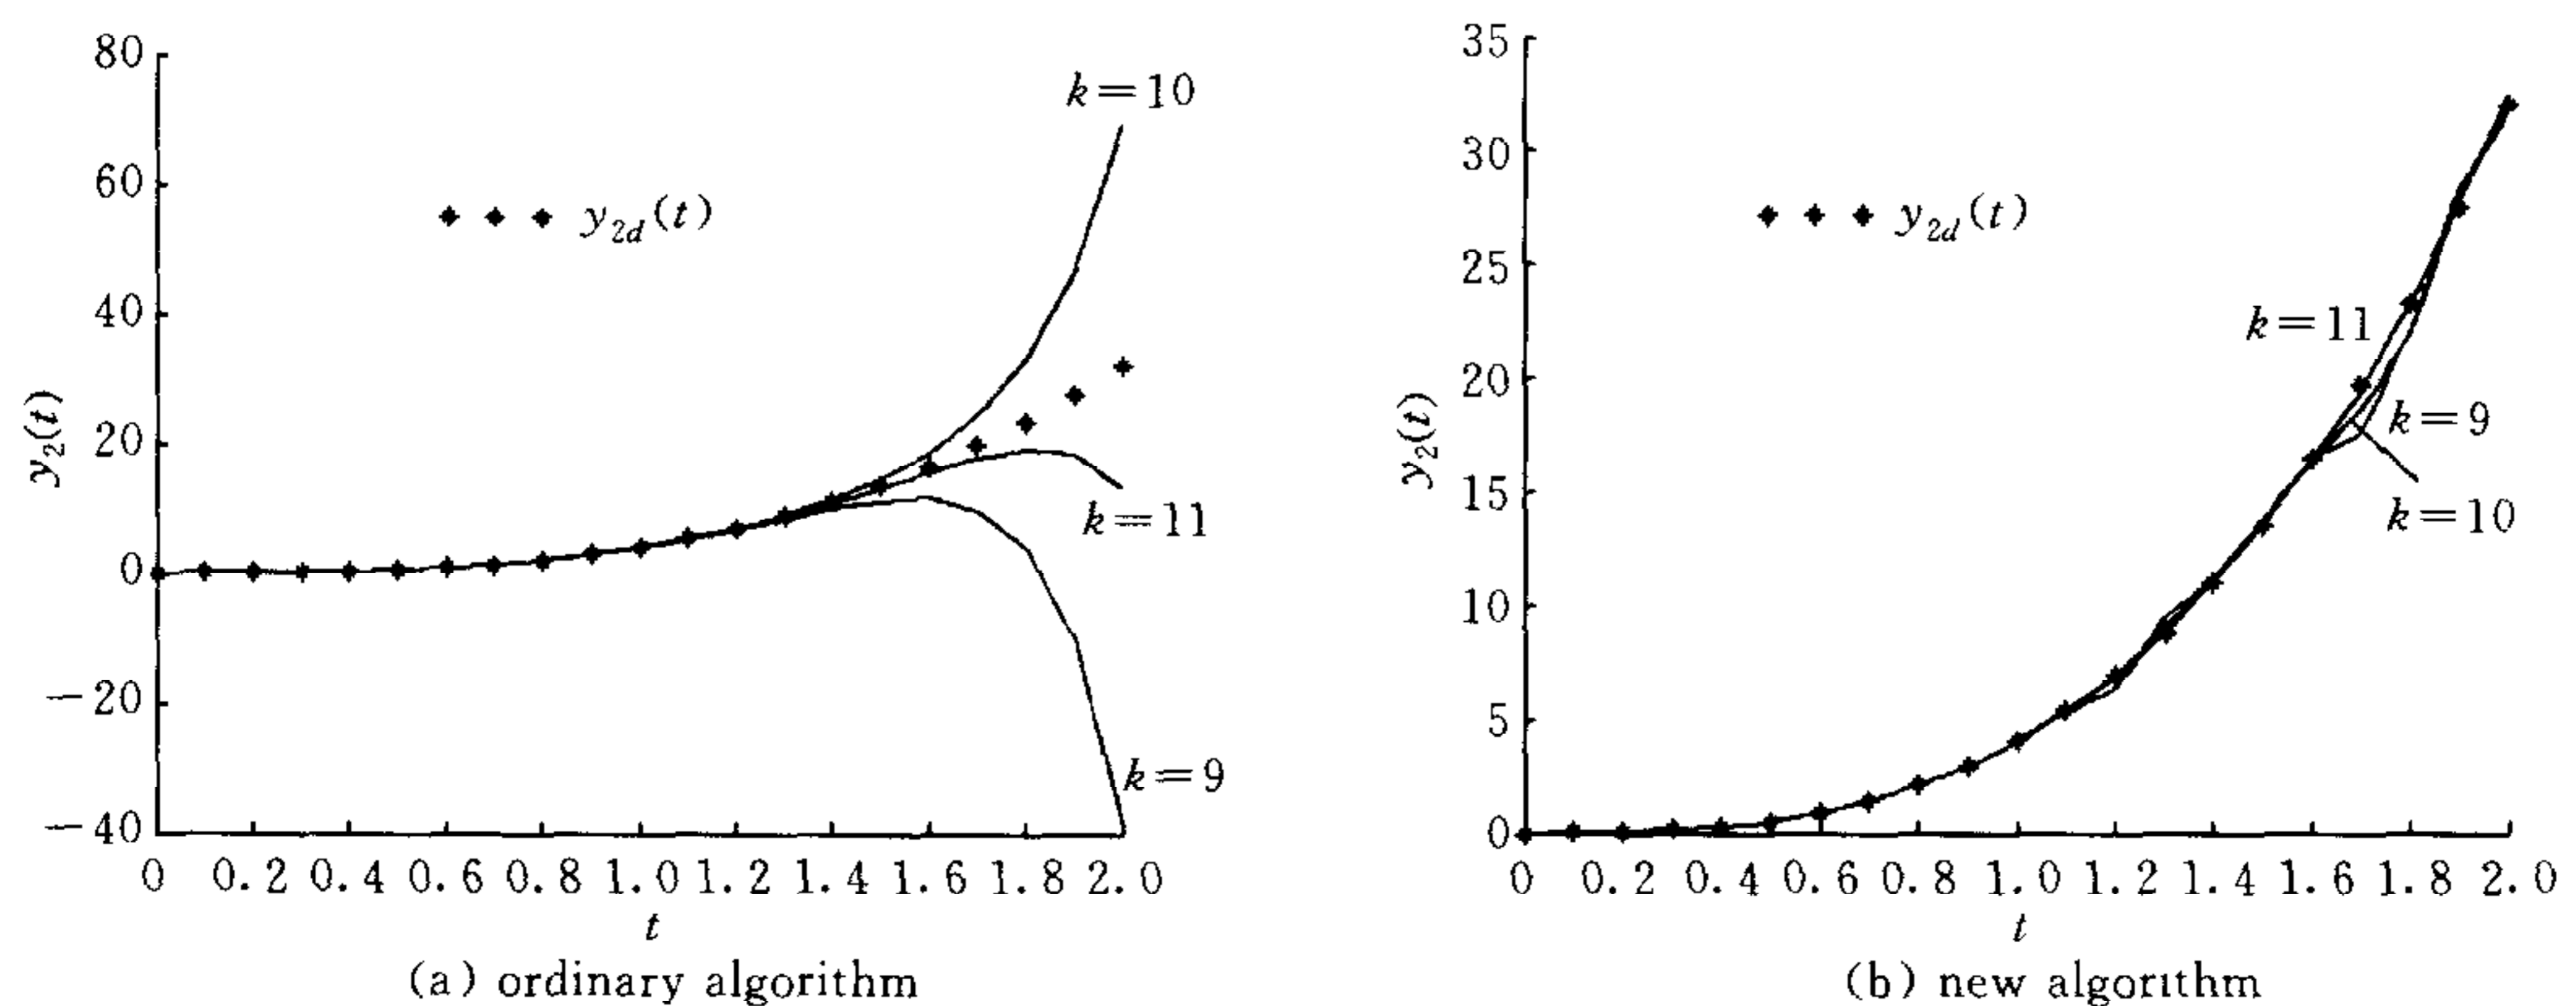 80
60
40
20
0
-20
-40
y₂(t)
k=10
y₂d(t)
k=11
k=9
0 0.2 0.4 0.6 0.8 1.0 1.2 1.4 1.6 1.8 2.0
t
(a) ordinary algorithm
35
30
25
20
15
10
5
0
y₂(t)
y₂d(t)
k=11
k=9
k=10
0 0.2 0.4 0.6 0.8 1.0 1.2 1.4 1.6 1.8 2.0
t
(b) new algorithm